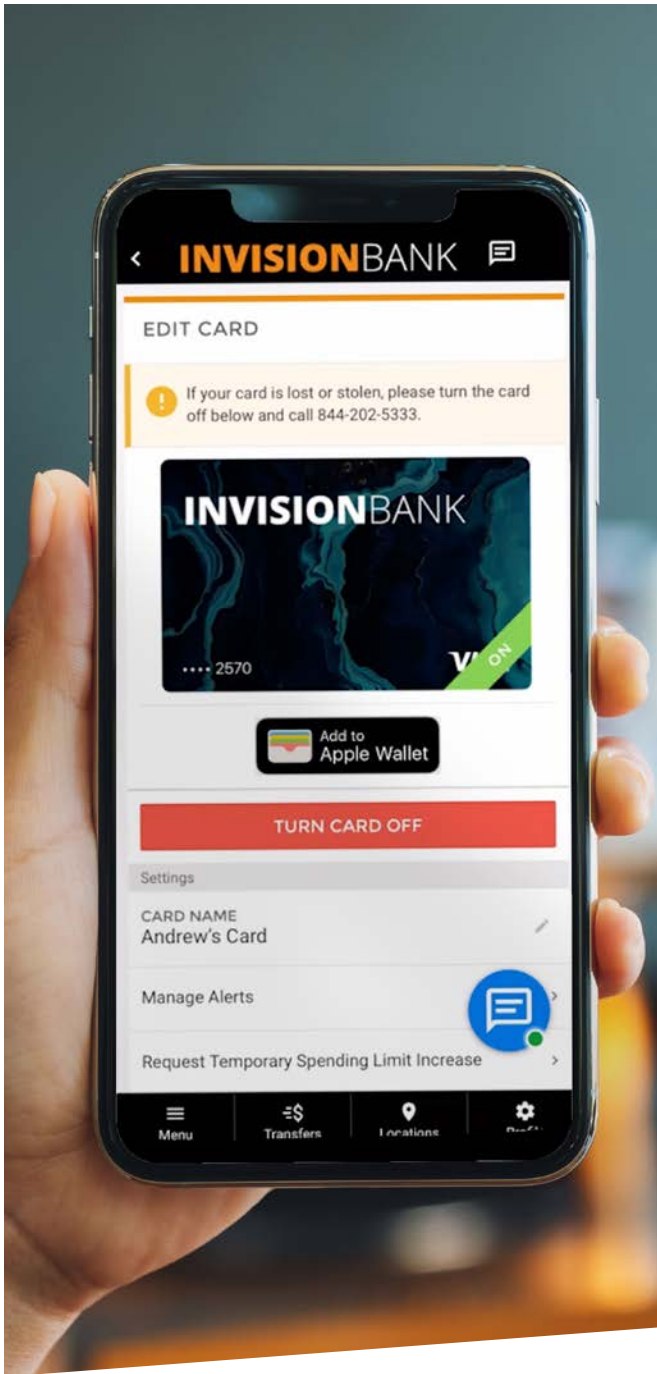 INVISIONBANK
EDIT CARD
If your card is lost or stolen, please turn the card
off below and call 844-202-5333.
INVISIONBANK
•••• 2570
ON
Add to
Apple Wallet
TURN CARD OFF
Settings
CARD NAME
Andrew's Card
Manage Alerts
Request Temporary Spending Limit Increase
Menu
Transfers
Locations